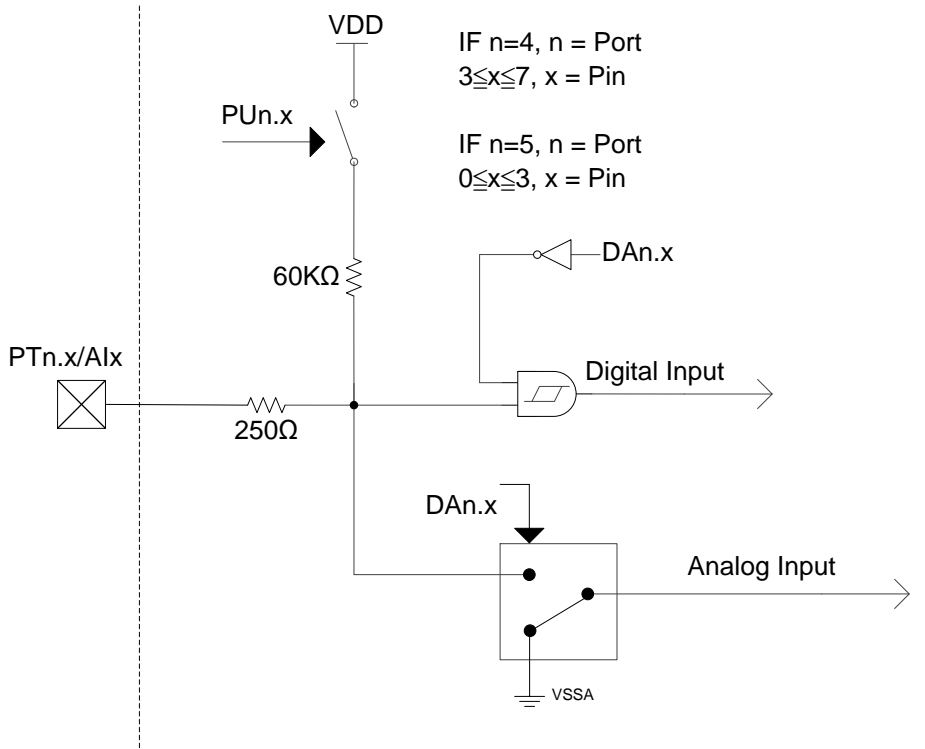 VDD
IF n=4, n = Port
3≦x≦7, x = Pin
PUn.x
IF n=5, n = Port
0≦x≦3, x = Pin
DAn.x
60KΩ
PTn.x/AIx
Digital Input
250Ω
DAn.x
Analog Input
VSSA